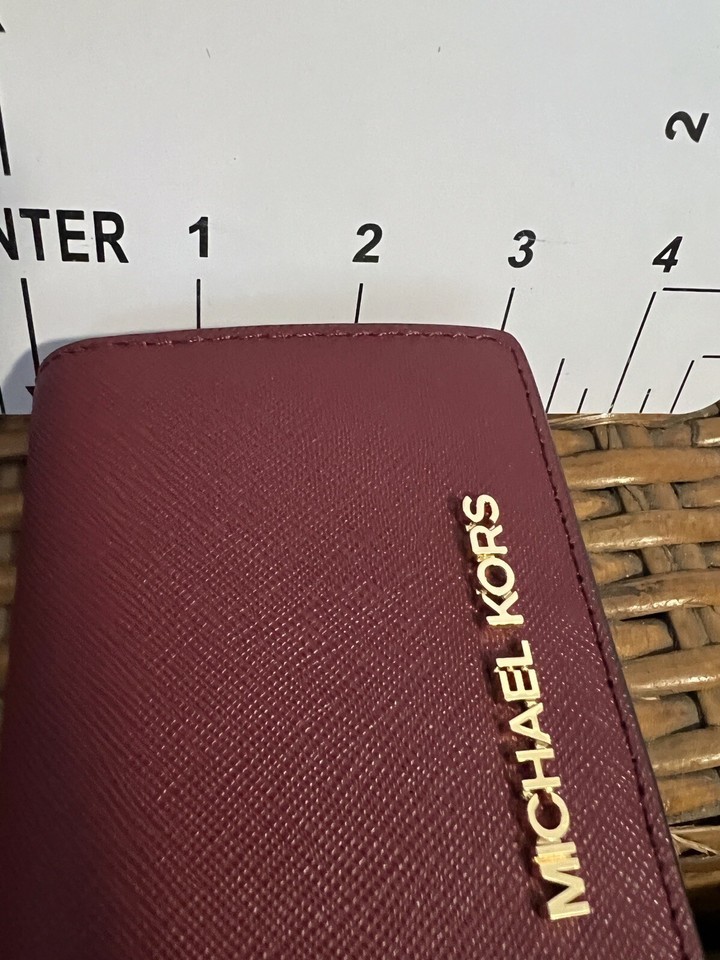 2
NTER 1 2 3 4
MICHAEL KORS